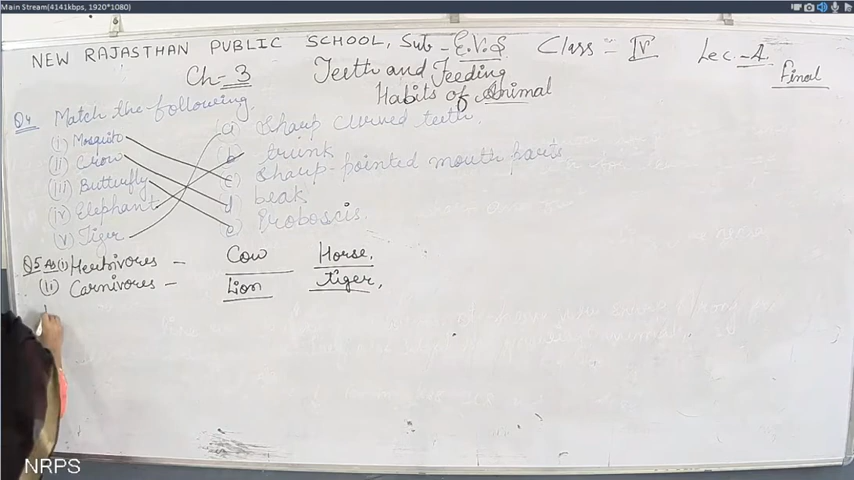 Main Stream(4141kbps, 1920*1080)
NEW RAJASTHAN PUBLIC SCHOOL, Sub - E.V.S Class = IV Lec - 4
Final
Ch - 3 Teeth and Feeding
Habits of Animal
Q4 Match the following.
(i) Mosquito a) Sharp curved teeth.
(ii) Crow b) trunk
(iii) Butterfly c) Sharp pointed mouth parts
(iv) Elephant d) beak
(v) Tiger e) Proboscis.
Q5 As (i) Herbivores - Cow Horse.
(ii) Carnivores - Lion tiger,
NRPS